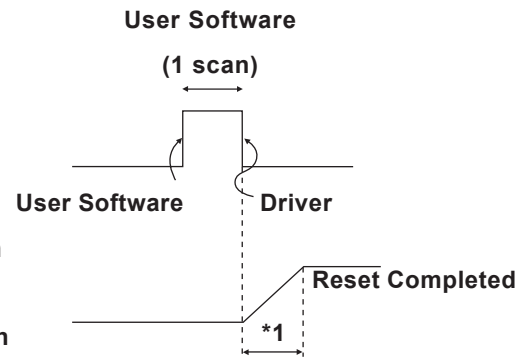 User Software
(1 scan)
User Software
Driver
Reset Completed
*1